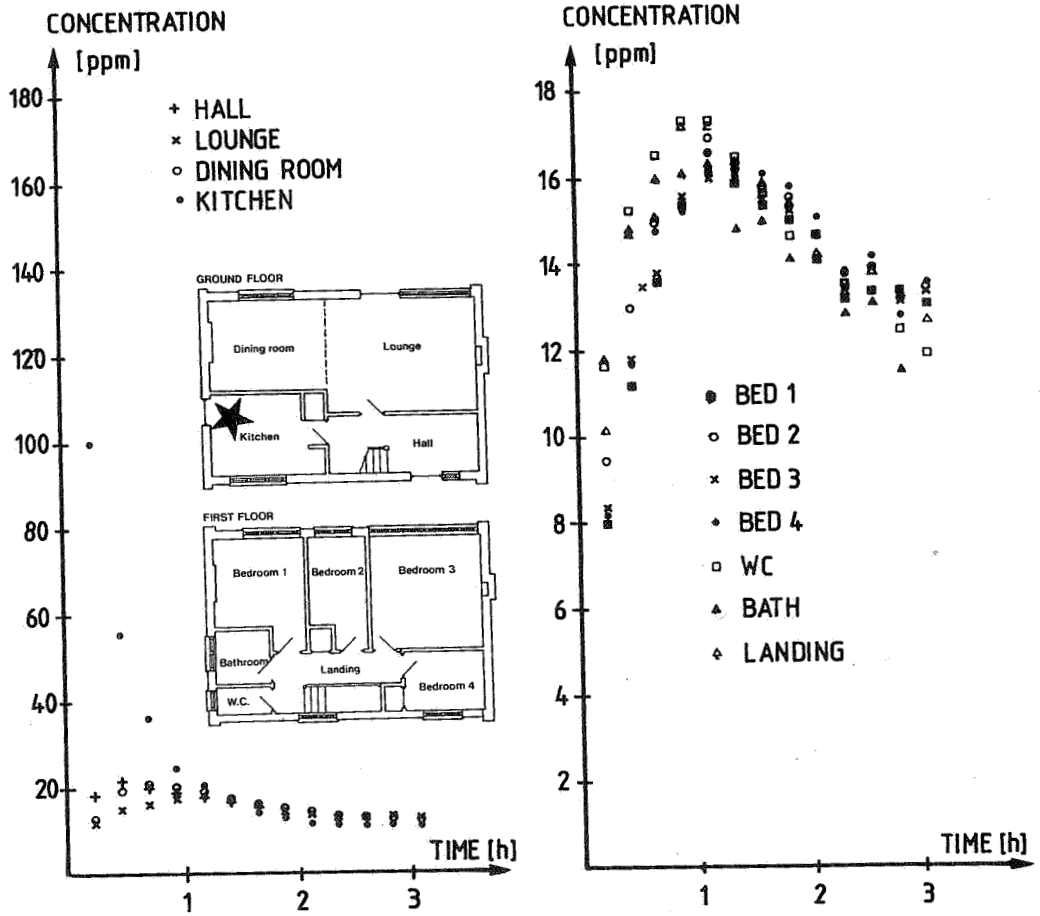 CONCENTRATION
[ppm]
180
160
140
120
100
80
60
40
20
+ HALL
× LOUNGE
○ DINING ROOM
• KITCHEN
GROUND FLOOR
Dining room
Lounge
Kitchen
Hall
FIRST FLOOR
Bedroom 1
Bedroom 2
Bedroom 3
Bathroom
Landing
W.C.
Bedroom 4
TIME [h]
1
2
3
CONCENTRATION
[ppm]
18
16
14
12
10
8
6
4
2
BED 1
BED 2
BED 3
BED 4
WC
BATH
LANDING
TIME [h]
1
2
3